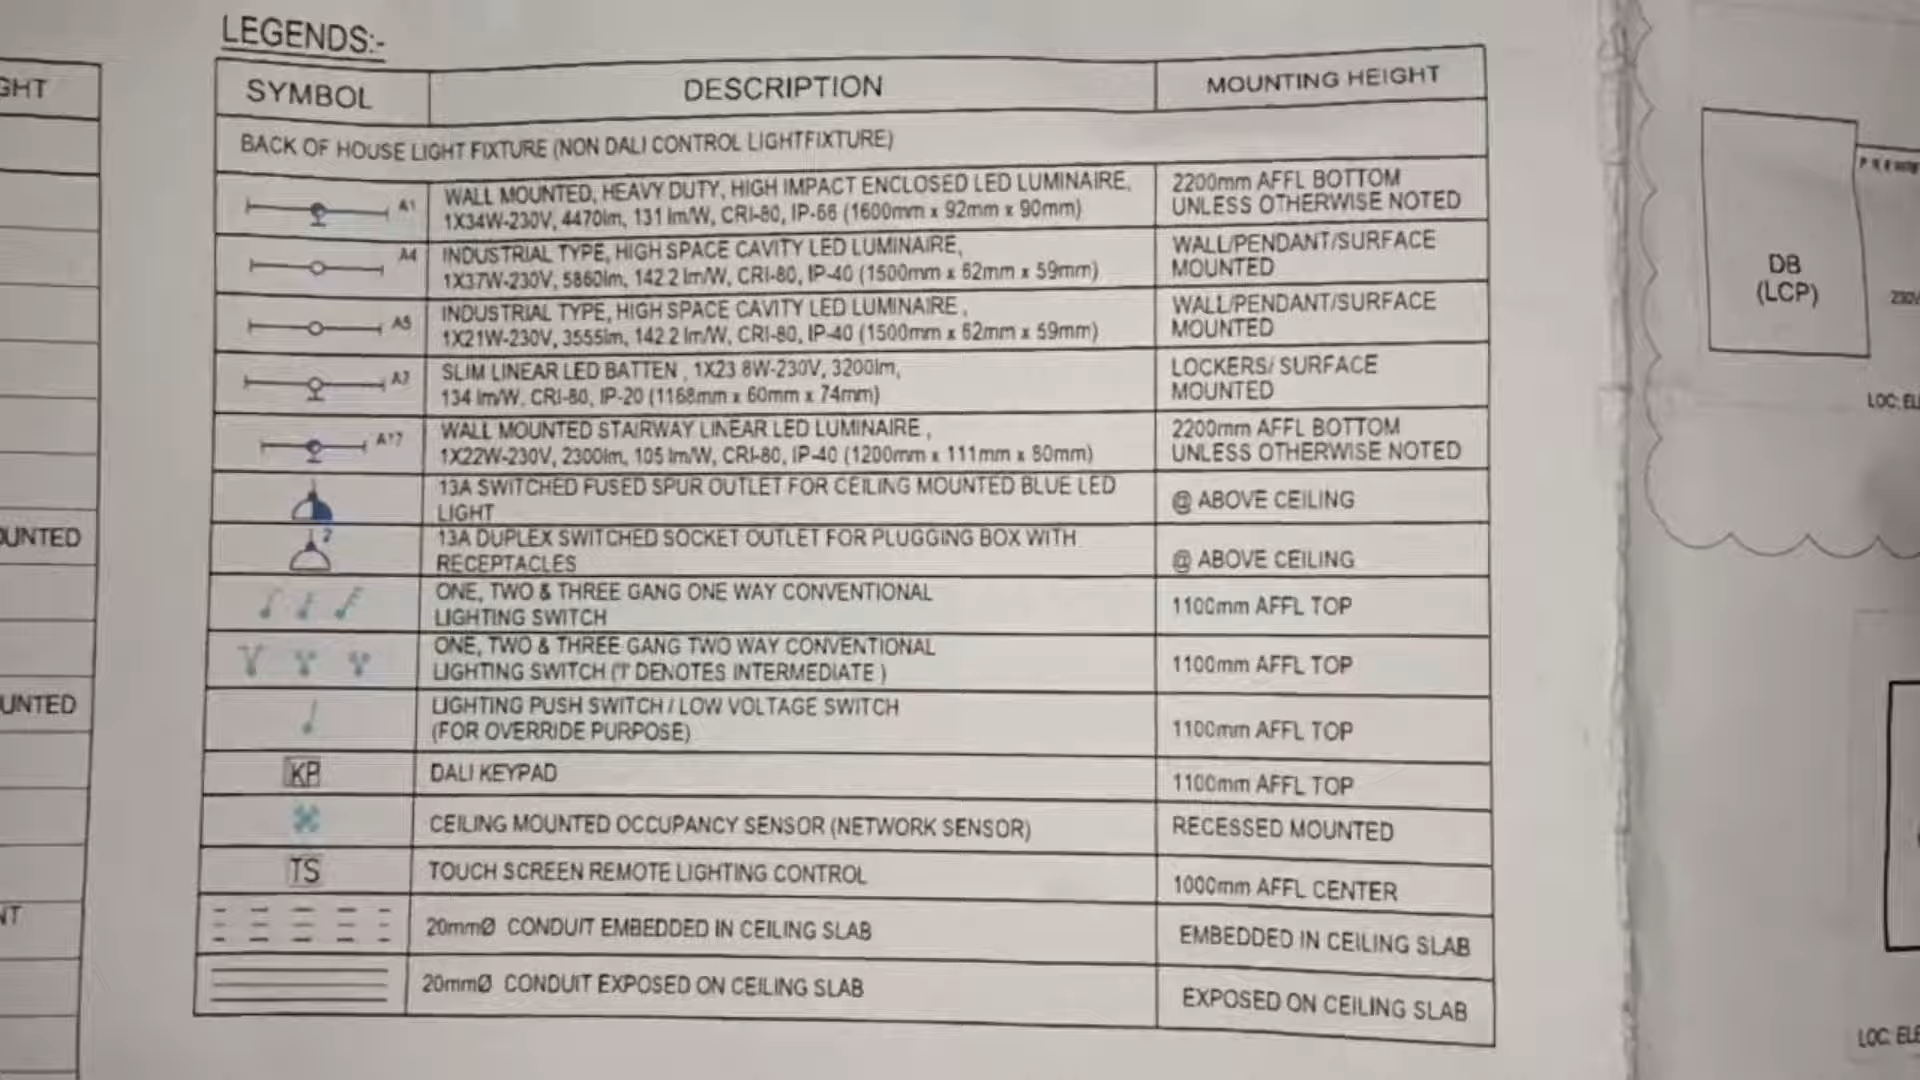 LEGENDS:-
SYMBOL DESCRIPTION MOUNTING HEIGHT
BACK OF HOUSE LIGHT FIXTURE (NON DALI CONTROL LIGHTFIXTURE)
A1
WALL MOUNTED, HEAVY DUTY, HIGH IMPACT ENCLOSED LED LUMINAIRE,
1X34W-230V, 4470lm, 131 lm/W, CRI-80, IP-66 (1600mm x 92mm x 90mm)
2200mm AFFL BOTTOM
UNLESS OTHERWISE NOTED
A4
INDUSTRIAL TYPE, HIGH SPACE CAVITY LED LUMINAIRE,
1X37W-230V, 5860lm, 142.2 lm/W, CRI-80, IP-40 (1500mm x 62mm x 59mm)
WALL/PENDANT/SURFACE
MOUNTED
INDUSTRIAL TYPE, HIGH SPACE CAVITY LED LUMINAIRE,
1X21W-230V, 3555lm, 142.2 lm/W, CRI-80, IP-40 (1500mm x 62mm x 59mm)
WALL/PENDANT/SURFACE
MOUNTED
SLIM LINEAR LED BATTEN , 1X23.8W-230V, 3200lm,
134 lm/W, CRI-80, IP-20 (1168mm x 60mm x 74mm)
LOCKERS/ SURFACE
MOUNTED
WALL MOUNTED STAIRWAY LINEAR LED LUMINAIRE ,
1X22W-230V, 2300lm, 105 lm/W, CRI-80, IP-40 (1200mm x 111mm x 80mm)
2200mm AFFL BOTTOM
UNLESS OTHERWISE NOTED
13A SWITCHED FUSED SPUR OUTLET FOR CEILING MOUNTED BLUE LED
LIGHT
@ ABOVE CEILING
2
13A DUPLEX SWITCHED SOCKET OUTLET FOR PLUGGING BOX WITH
RECEPTACLES
@ ABOVE CEILING
ONE, TWO & THREE GANG ONE WAY CONVENTIONAL
LIGHTING SWITCH
1100mm AFFL TOP
ONE, TWO & THREE GANG TWO WAY CONVENTIONAL
LIGHTING SWITCH ('I' DENOTES INTERMEDIATE )
1100mm AFFL TOP
LIGHTING PUSH SWITCH / LOW VOLTAGE SWITCH
(FOR OVERRIDE PURPOSE)
1100mm AFFL TOP
KP DALI KEYPAD 1100mm AFFL TOP
CEILING MOUNTED OCCUPANCY SENSOR (NETWORK SENSOR) RECESSED MOUNTED
TS TOUCH SCREEN REMOTE LIGHTING CONTROL 1000mm AFFL CENTER
20mmØ CONDUIT EMBEDDED IN CEILING SLAB EMBEDDED IN CEILING SLAB
20mmØ CONDUIT EXPOSED ON CEILING SLAB EXPOSED ON CEILING SLAB
GHT
OUNTED
UNTED
NT
DB
(LCP)
230V
LOC: EL
LOC: ELE